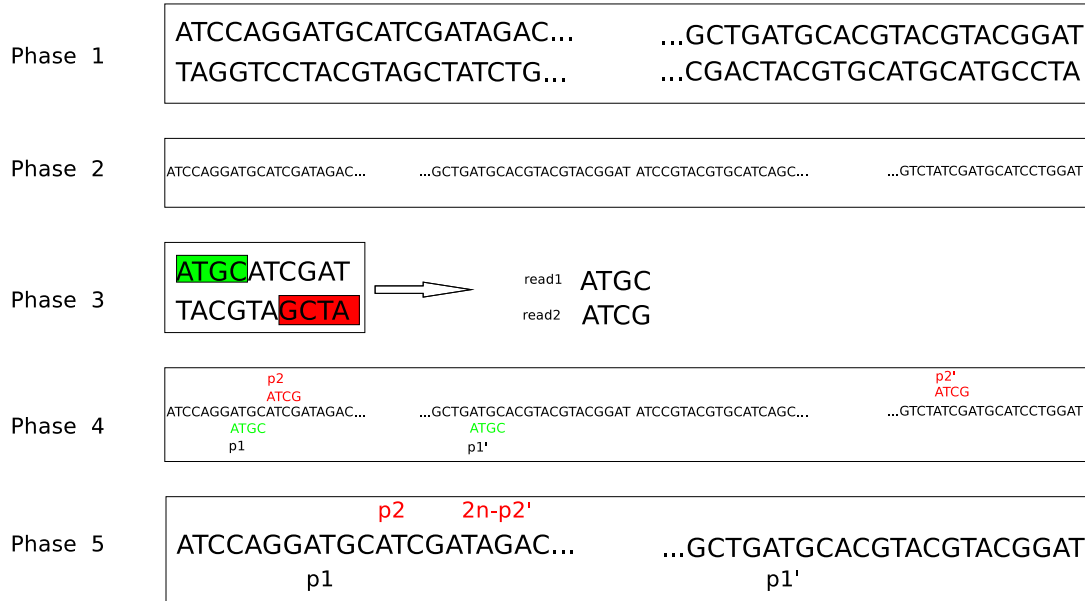 Phase 1
ATCCAGGATGCATCGATAGAC... ...GCTGATGCACGTACGTACGGAT
TAGGTCCTACGTAGCTATCTG... ...CGACTACGTGCATGCATGCCTA
Phase 2
ATCCAGGATGCATCGATAGAC... ...GCTGATGCACGTACGTACGGAT ATCCGTACGTGCATCAGC... ...GTCTATCGATGCATCCTGGAT
Phase 3
ATGCATCGAT
TACGTAGCTA
read1 ATGC
read2 ATCG
Phase 4
p2 p2'
ATCG ATCG
ATCCAGGATGCATCGATAGAC... ...GCTGATGCACGTACGTACGGAT ATCCGTACGTGCATCAGC... ...GTCTATCGATGCATCCTGGAT
ATGC ATGC
p1 p1'
Phase 5
p2 2n-p2'
ATCCAGGATGCATCGATAGAC... ...GCTGATGCACGTACGTACGGAT
p1 p1'